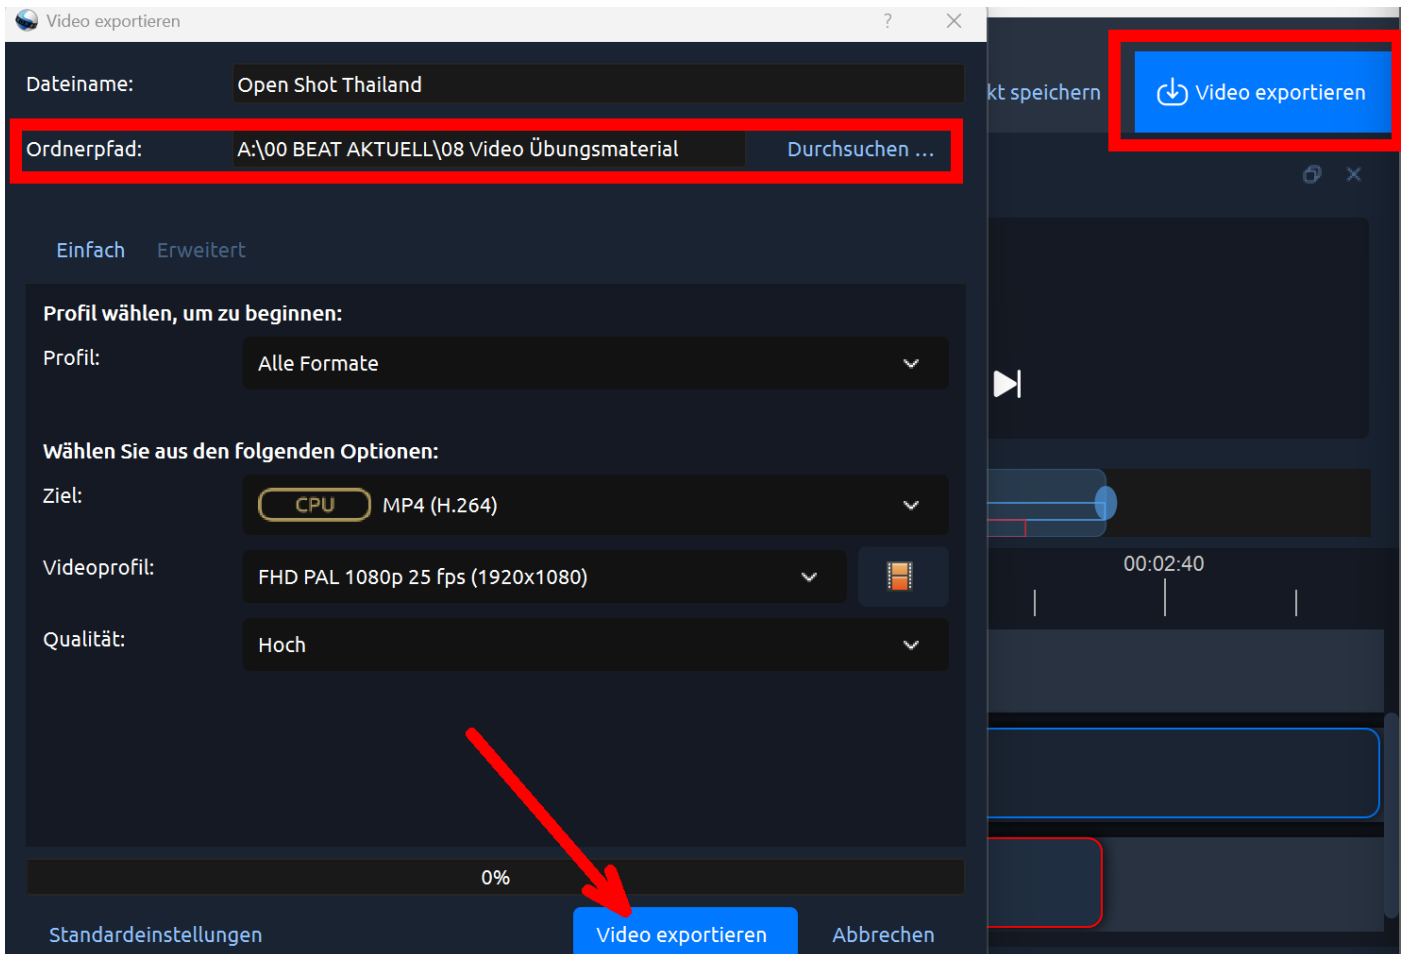 Video exportieren
?
Dateiname:
Open Shot Thailand
kt speichern
Video exportieren
Ordnerpfad:
A:\00 BEAT AKTUELL\08 Video Übungsmaterial
Durchsuchen ...
Einfach
Erweitert
Profil wählen, um zu beginnen:
Profil:
Alle Formate
Wählen Sie aus den folgenden Optionen:
Ziel:
CPU
MP4 (H.264)
Videoprofil:
FHD PAL 1080p 25 fps (1920x1080)
00:02:40
Qualität:
Hoch
0%
Standardeinstellungen
Video exportieren
Abbrechen